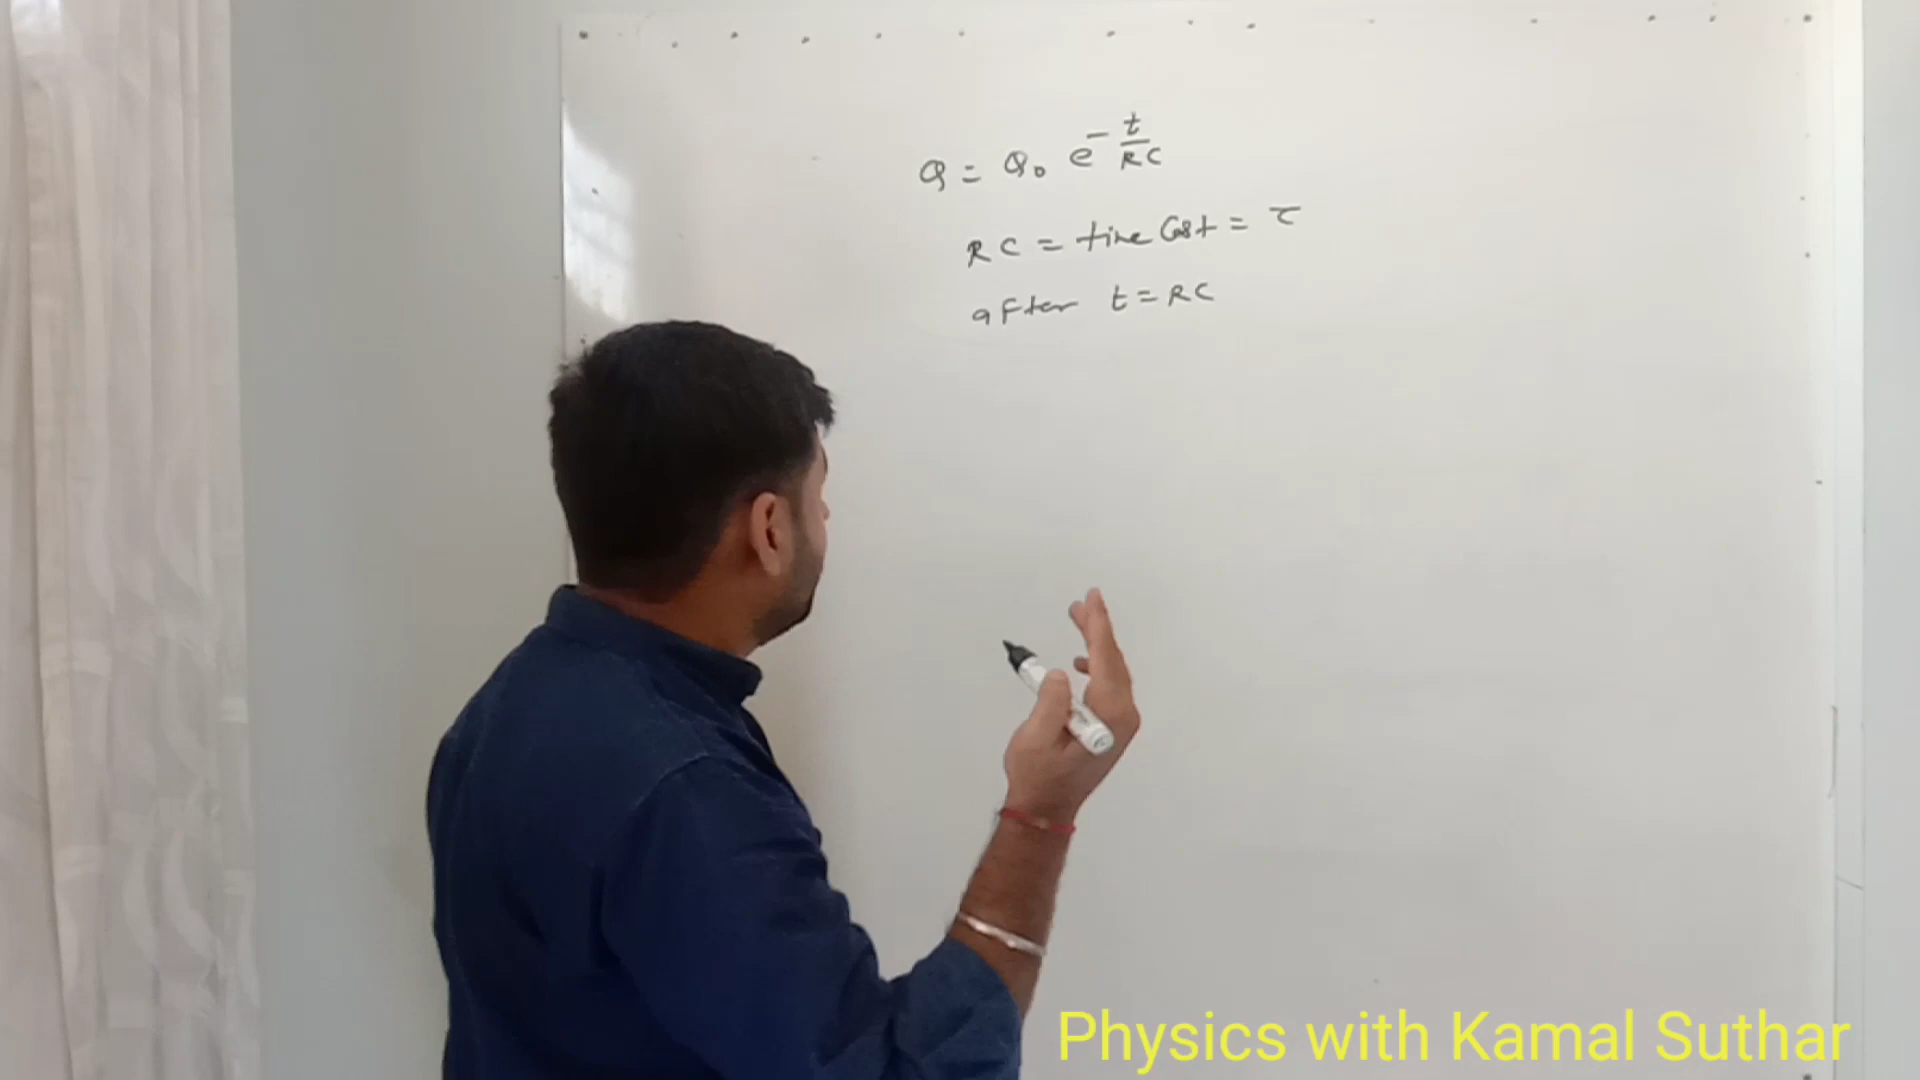 Q = Q₀ e^(-t/RC)
RC = time Cost = τ
after t = RC
Physics with Kamal Suthar